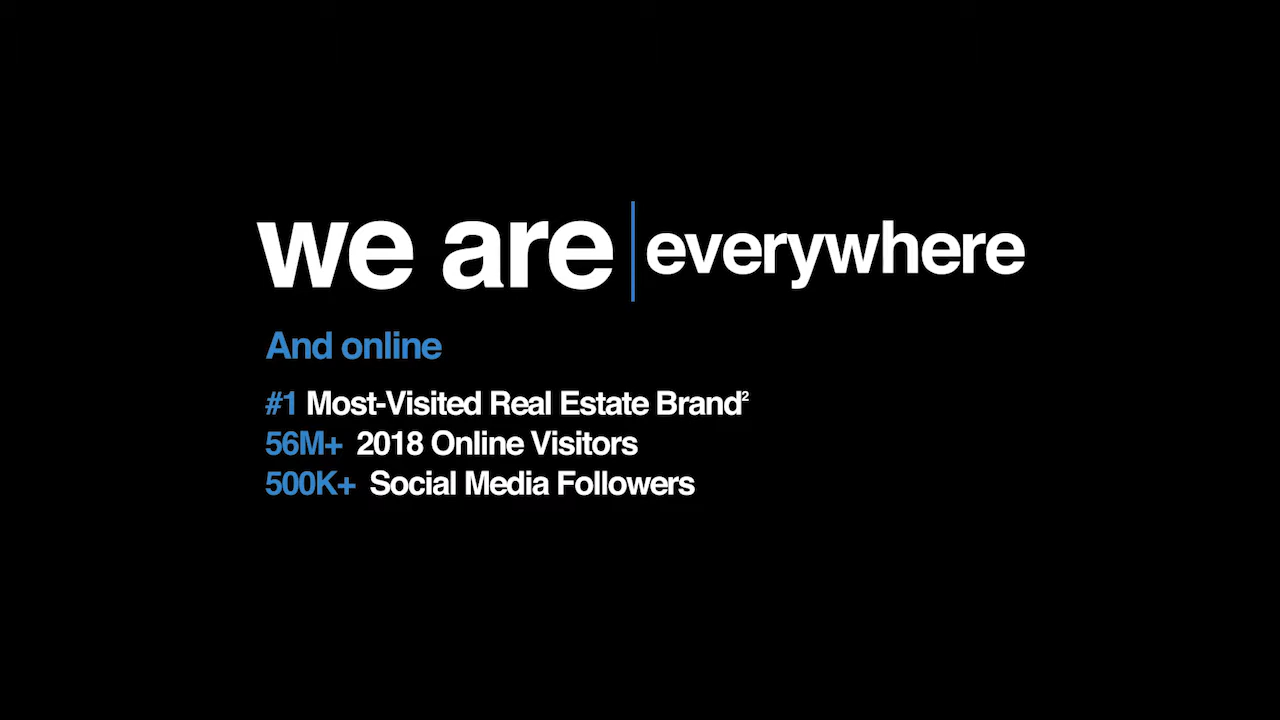 we are everywhere
And online
#1 Most-Visited Real Estate Brand²
56M+ 2018 Online Visitors
500K+ Social Media Followers